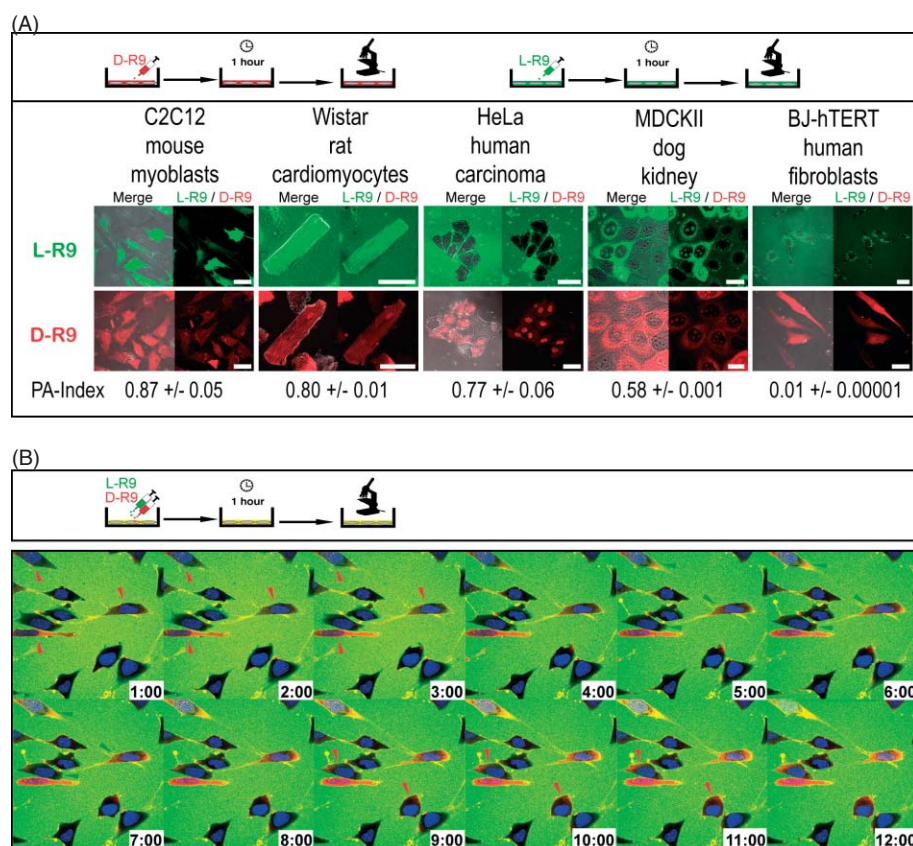 (A)
D-R9 1 hour L-R9 1 hour
C2C12 Wistar HeLa MDCKII BJ-hTERT
mouse rat human dog human
myoblasts cardiomyocytes carcinoma kidney fibroblasts
Merge L-R9 / D-R9 Merge L-R9 / D-R9 Merge L-R9 / D-R9 Merge L-R9 / D-R9 Merge L-R9 / D-R9
L-R9
D-R9
PA-Index 0.87 +/- 0.05 0.80 +/- 0.01 0.77 +/- 0.06 0.58 +/- 0.001 0.01 +/- 0.00001
(B)
L-R9
D-R9 1 hour
1:00 2:00 3:00 4:00 5:00 6:00
7:00 8:00 9:00 10:00 11:00 12:00